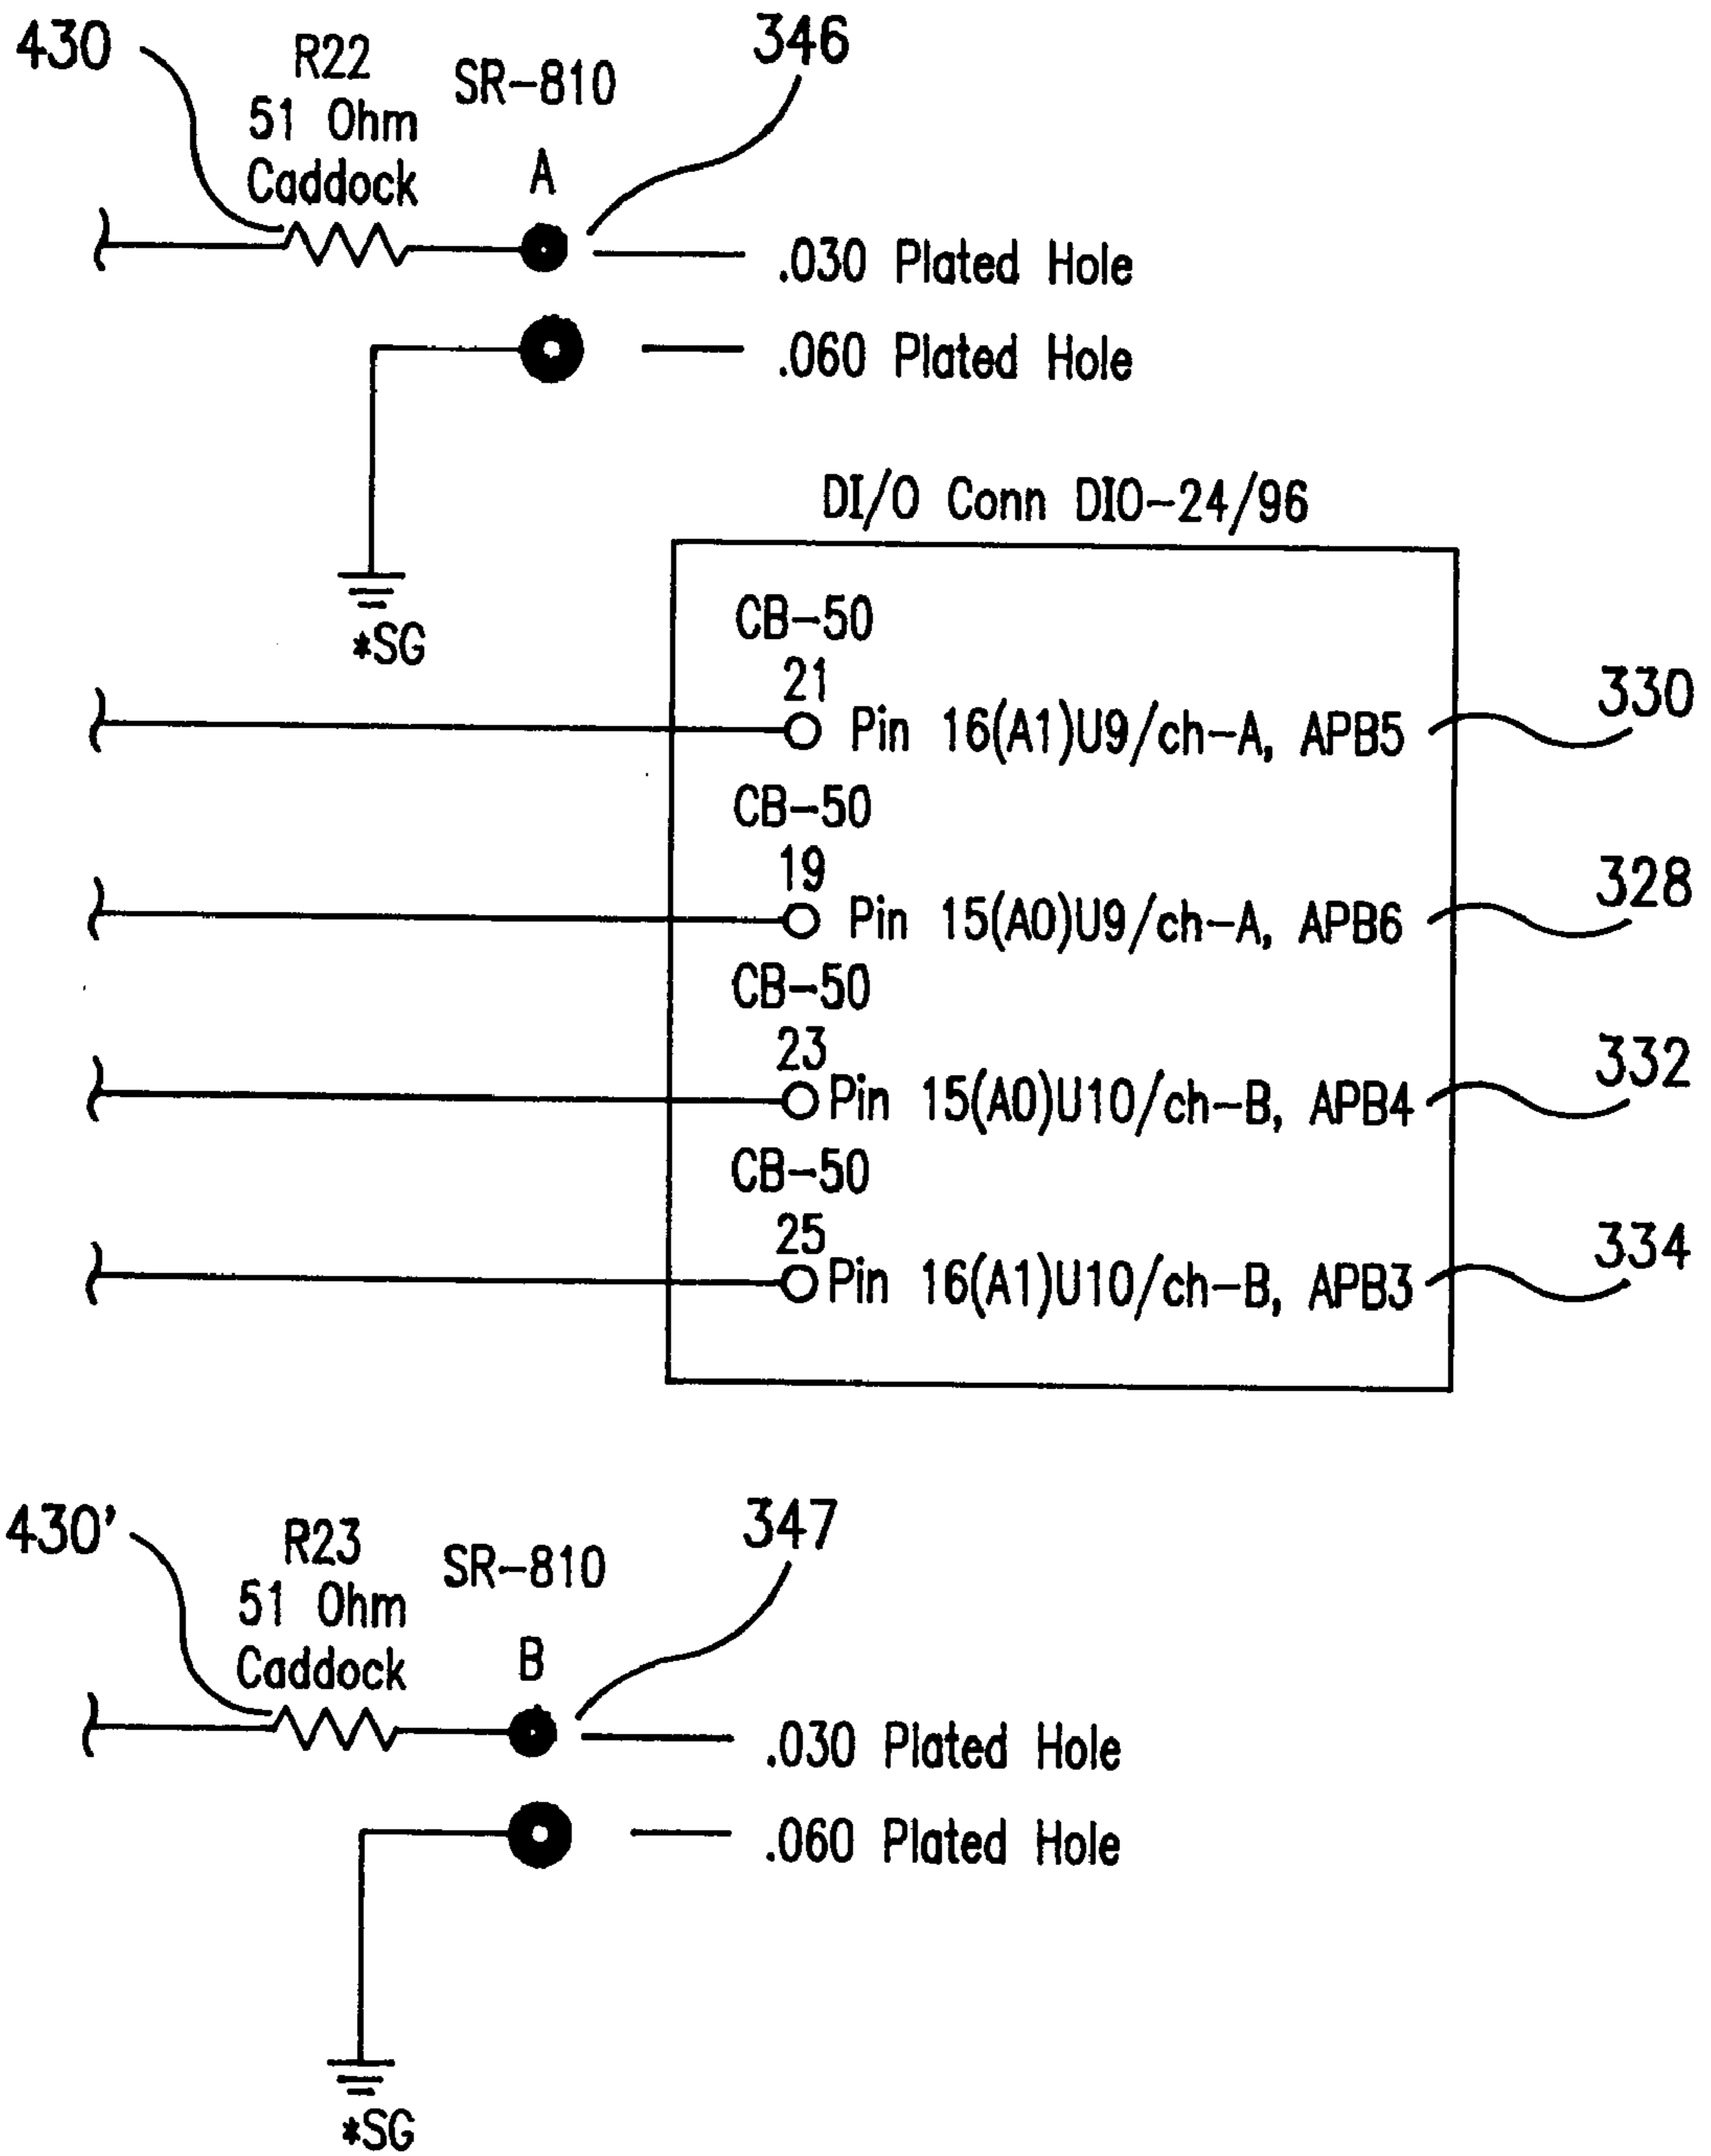 430
R22
51 Ohm
Caddock
SR-810
A
346
.030 Plated Hole
.060 Plated Hole
*SG
DI/O Conn DIO-24/96
CB-50
21
Pin 16(A1)U9/ch-A, APB5
330
CB-50
19
Pin 15(A0)U9/ch-A, APB6
328
CB-50
23
Pin 15(A0)U10/ch-B, APB4
332
CB-50
25
Pin 16(A1)U10/ch-B, APB3
334
430'
R23
51 Ohm
Caddock
SR-810
B
347
.030 Plated Hole
.060 Plated Hole
*SG